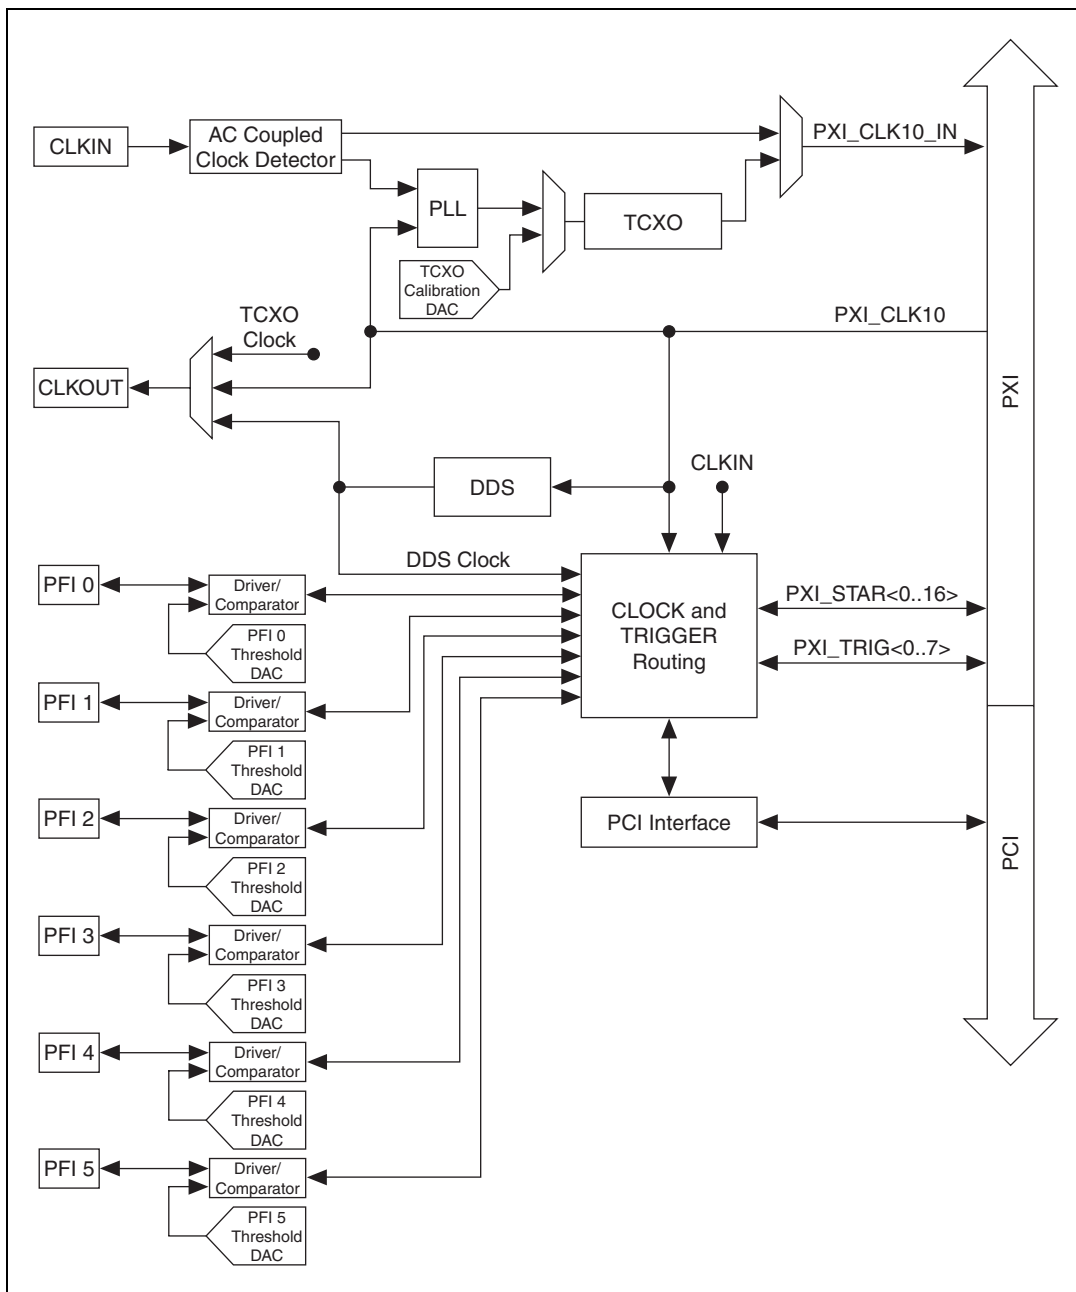 CLKIN
AC Coupled
Clock Detector
PXI_CLK10_IN
PLL
TCXO
TCXO
Calibration
DAC
TCXO
Clock
PXI_CLK10
CLKOUT
PXI
DDS
CLKIN
DDS Clock
PFI 0
Driver/
Comparator
PFI 0
Threshold
DAC
CLOCK and
TRIGGER
Routing
PXI_STAR<0..16>
PXI_TRIG<0..7>
PFI 1
Driver/
Comparator
PFI 1
Threshold
DAC
PFI 2
Driver/
Comparator
PFI 2
Threshold
DAC
PCI Interface
PCI
PFI 3
Driver/
Comparator
PFI 3
Threshold
DAC
PFI 4
Driver/
Comparator
PFI 4
Threshold
DAC
PFI 5
Driver/
Comparator
PFI 5
Threshold
DAC